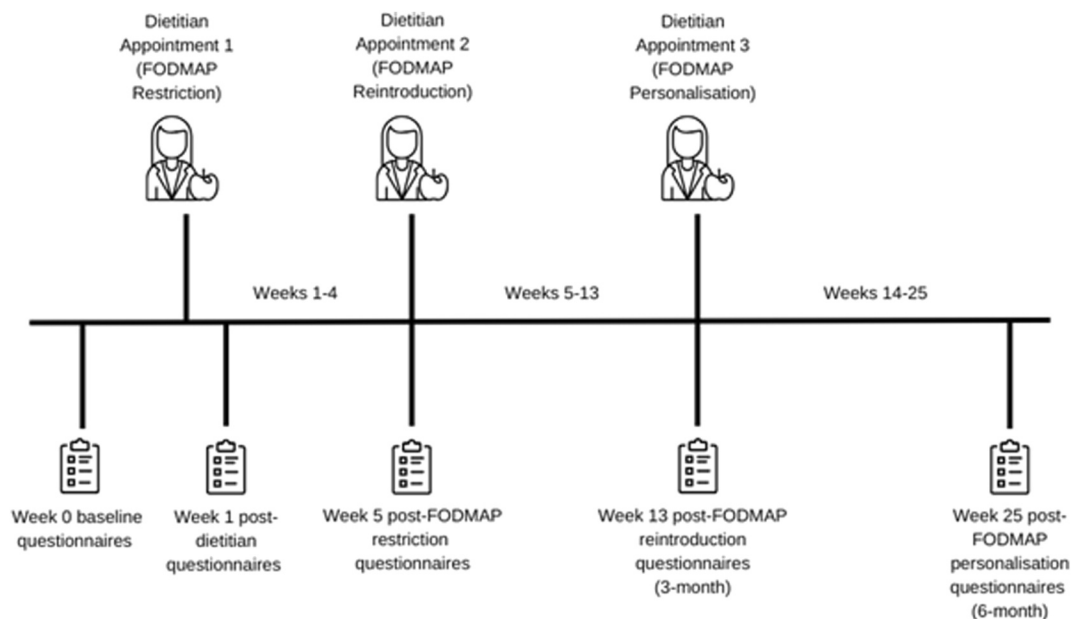 Dietitian
Appointment 1
(FODMAP
Restriction)
Dietitian
Appointment 2
(FODMAP
Reintroduction)
Dietitian
Appointment 3
(FODMAP
Personalisation)
Weeks 1-4
Weeks 5-13
Weeks 14-25
Week 0 baseline
questionnaires
Week 1 post-
dietitian
questionnaires
Week 5 post-FODMAP
restriction
questionnaires
Week 13 post-FODMAP
reintroduction
questionnaires
(3-month)
Week 25 post-
FODMAP
personalisation
questionnaires
(6-month)